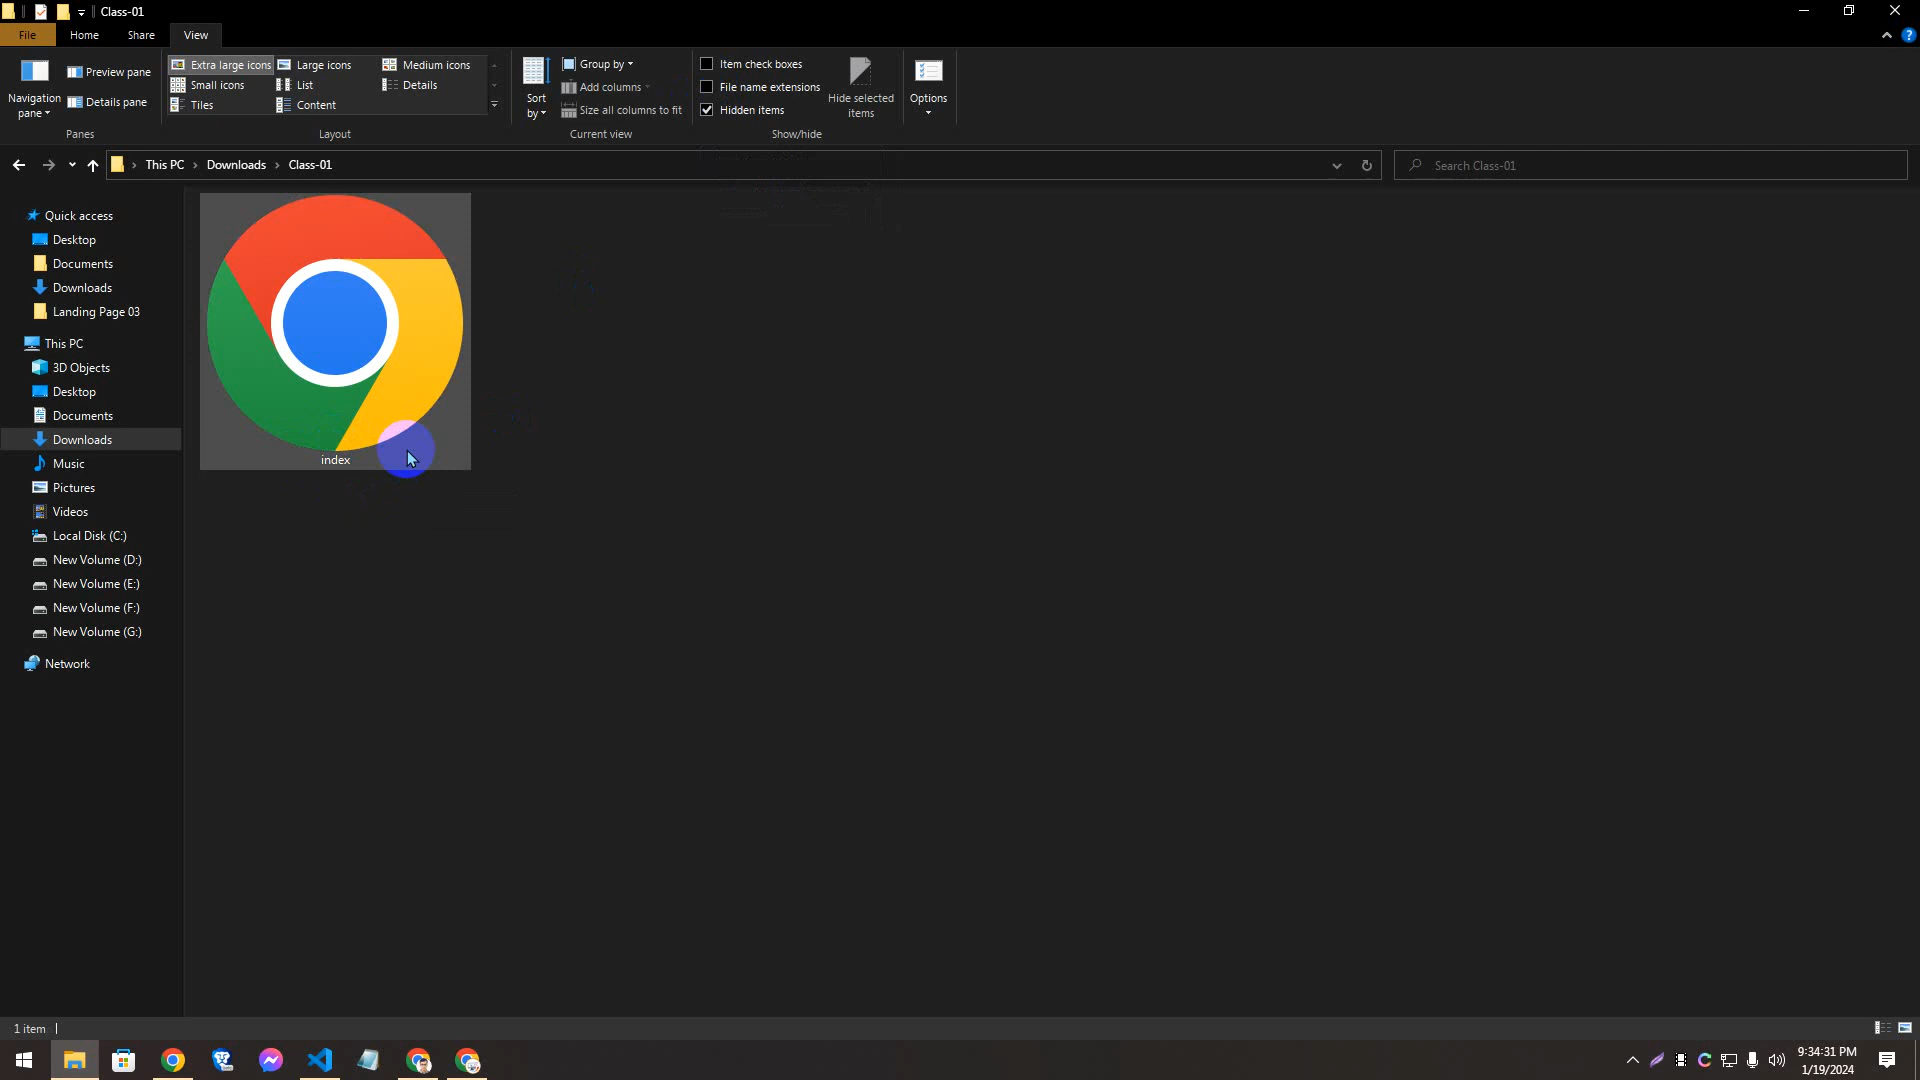 Class-01
File Home Share View
Navigation pane
Preview pane
Details pane
Panes
Extra large icons Large icons Medium icons
Small icons List Details
Tiles Content
Layout
Sort by
Group by
Add columns
Size all columns to fit
Current view
Item check boxes
File name extensions
Hidden items
Hide selected items
Show/hide
Options
This PC › Downloads › Class-01
Search Class-01
Quick access
Desktop
Documents
Downloads
Landing Page 03
This PC
3D Objects
Desktop
Documents
Downloads
Music
Pictures
Videos
Local Disk (C:)
New Volume (D:)
New Volume (E:)
New Volume (F:)
New Volume (G:)
Network
index
1 item
9:34:31 PM
1/19/2024